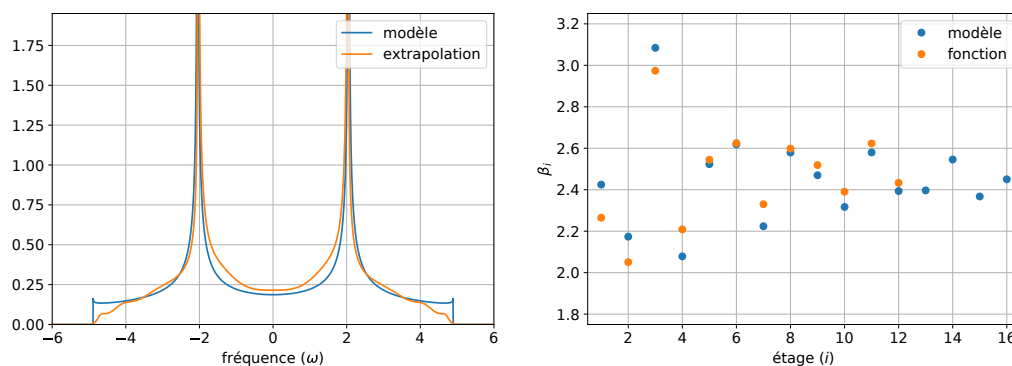 modèle
extrapolation
1.75
1.50
1.25
1.00
0.75
0.50
0.25
0.00
−6 −4 −2 0 2 4 6
fréquence (ω)
modèle
fonction
3.2
3.0
2.8
2.6
2.4
2.2
2.0
1.8
βi
2 4 6 8 10 12 14 16
étage (i)